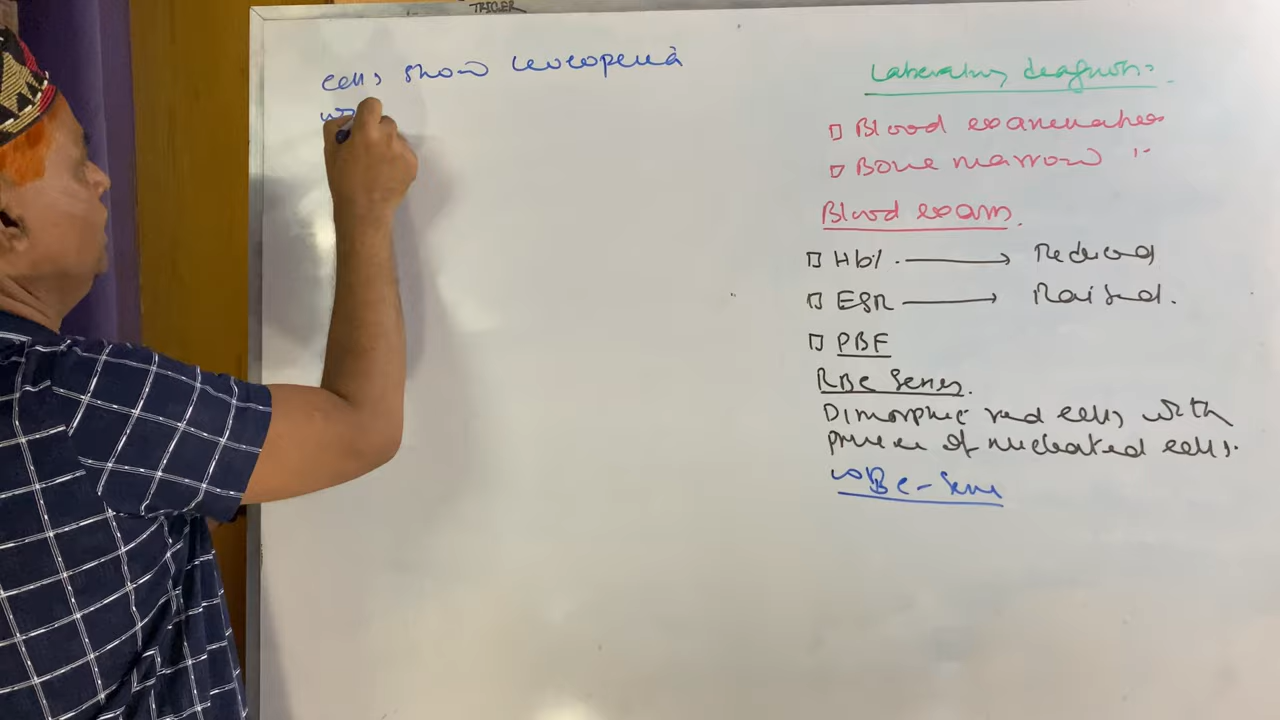 TRIGER
cells show leucopenia
Laboratory diagnosis
Blood examination
Bone marrow "
Blood exam.
Hb% → Reduced
ESR → Raised.
PBF
RBC Series.
Dimorphic red cells with
presence of nucleated cells.
WBC-Series